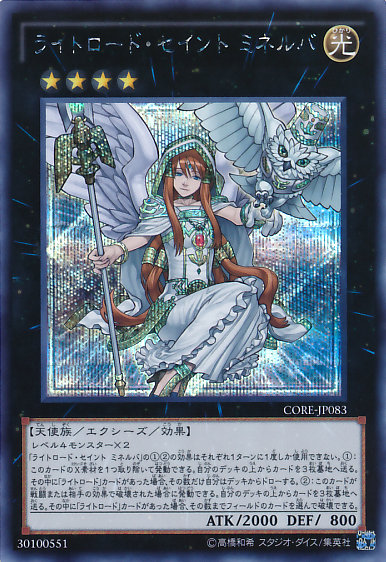 ライトロード・セイント ミネルバ
光
CORE-JP083
【天使族／エクシーズ／効果】
レベル４モンスター×２
「ライトロード・セイント ミネルバ」の①②の効果はそれぞれ１ターンに１度しか使用できない。①：
このカードのＸ素材を１つ取り除いて発動できる。自分のデッキの上からカードを３枚墓地へ
送る。その中に「ライトロード」カードがあった場合、その数だけ自分はデッキからドローする。②：このカードが
戦闘または相手の効果で破壊された場合に発動できる。自分のデッキの上からカードを３枚墓地へ
送る。その中に「ライトロード」カードがあった場合、その数までフィールドのカードを選んで破壊できる。
ATK/2000 DEF/ 800
30100551
©高橋和希 スタジオ・ダイス/集英社